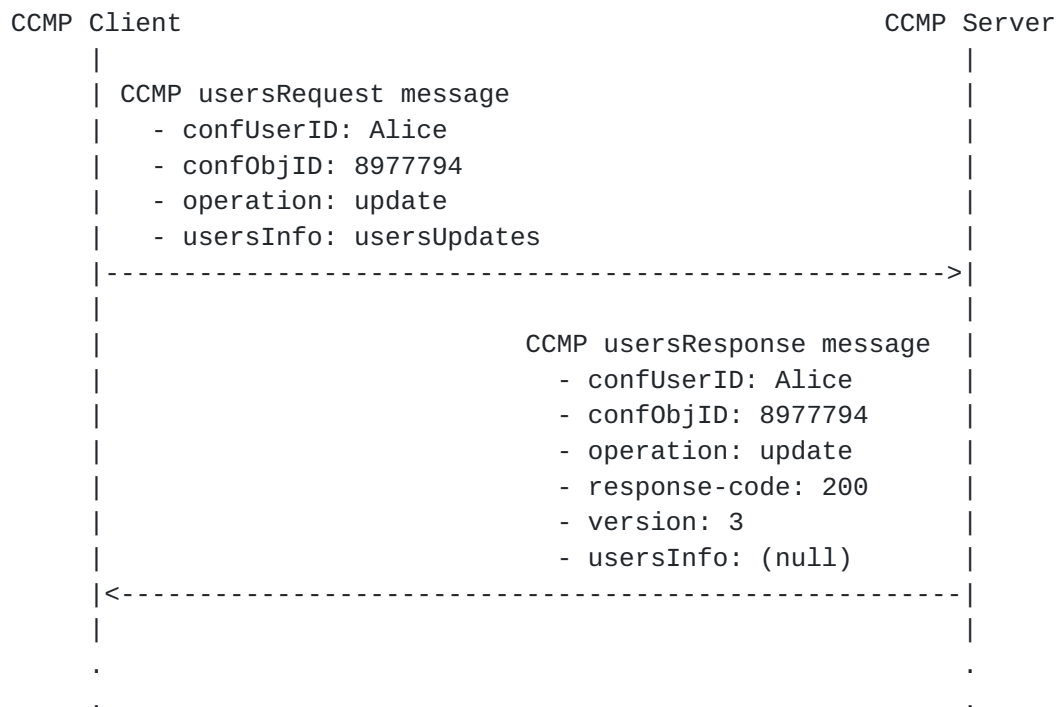 CCMP Client CCMP Server
CCMP usersRequest message
- confUserID: Alice
- confObjID: 8977794
- operation: update
- usersInfo: usersUpdates
CCMP usersResponse message
- confUserID: Alice
- confObjID: 8977794
- operation: update
- response-code: 200
- version: 3
- usersInfo: (null)